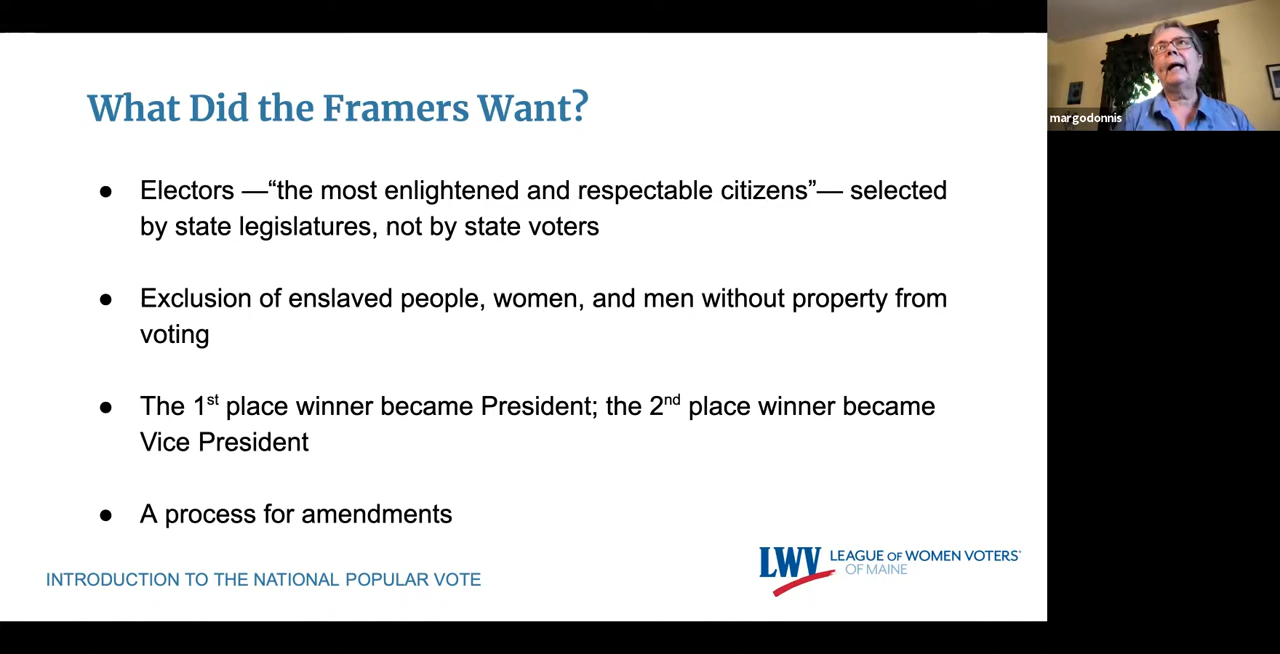 What Did the Framers Want?
● Electors —“the most enlightened and respectable citizens”— selected
by state legislatures, not by state voters
● Exclusion of enslaved people, women, and men without property from
voting
● The 1st place winner became President; the 2nd place winner became
Vice President
● A process for amendments
INTRODUCTION TO THE NATIONAL POPULAR VOTE
LWV LEAGUE OF WOMEN VOTERS®
OF MAINE
margodonnis